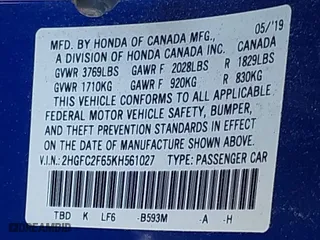 MFD. BY HONDA OF CANADA MFG., 05/'19
A DIVISION OF HONDA CANADA INC. CANADA
GVWR 3769LBS GAWR F 2028LBS R 1829LBS
GVWR 1710KG GAWR F 920KG R 830KG
THIS VEHICLE CONFORMS TO ALL APPLICABLE
FEDERAL MOTOR VEHICLE SAFETY, BUMPER,
AND THEFT PREVENTION STANDARDS IN EFFECT
ON THE DATE OF MANUFACTURE SHOWN ABOVE.
V.I.N.: 2HGFC2F65KH561027 TYPE: PASSENGER CAR
TBD K LF6 -B593M -A -H
DREAMBID